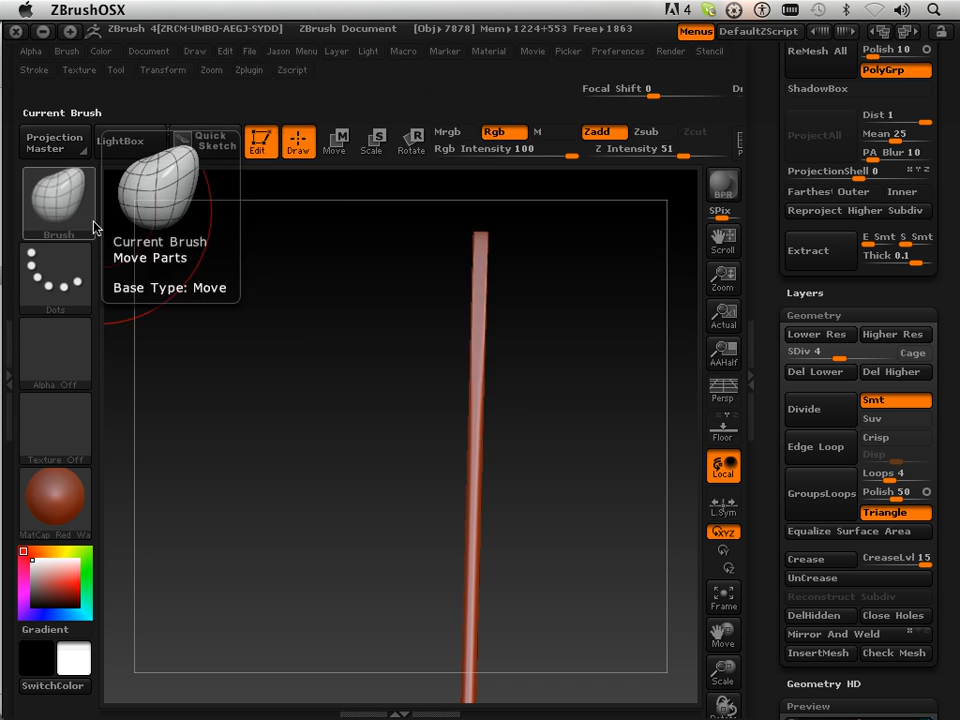 ZBrushOSX
4
ZBrush 4[ZRCM-UMBO-AEGJ-SYDD] ZBrush Document [Obj▸7878] Mem▸1224+553 Free▸1863
Menus DefaultZScript
Alpha Brush Color Document Draw Edit File Jason Menu Layer Light Macro Marker Material Movie Picker Preferences Render Stencil
Stroke Texture Tool Transform Zoom Zplugin Zscript
Focal Shift 0
Current Brush
Projection Master
LightBox
Quick Sketch
Edit
Draw
Move
Scale
Rotate
Mrgb Rgb M
Rgb Intensity 100
Zadd Zsub Zcut
Z Intensity 51
Brush
Current Brush
Move Parts
Base Type: Move
Dots
Alpha Off
Texture Off
MatCap Red Wa
Gradient
SwitchColor
BPR
SPix
Scroll
Zoom
Actual
AAHalf
Persp
Floor
Local
L.Sym
XYZ
Frame
Move
Scale
ReMesh All
Polish 10
PolyGrp
ShadowBox
ProjectAll
Dist 1
Mean 25
PA Blur 10
ProjectionShell 0
Farthest Outer Inner
Reproject Higher Subdiv
Extract
E Smt S Smt
Thick 0.1
Layers
Geometry
Lower Res Higher Res
SDiv 4 Cage
Del Lower Del Higher
Divide
Smt
Suv
Edge Loop
Crisp
Disp
GroupsLoops
Loops 4
Polish 50
Triangle
Equalize Surface Area
Crease CreaseLvl 15
UnCrease
Reconstruct Subdiv
DelHidden Close Holes
Mirror And Weld
InsertMesh Check Mesh
Geometry HD
Preview